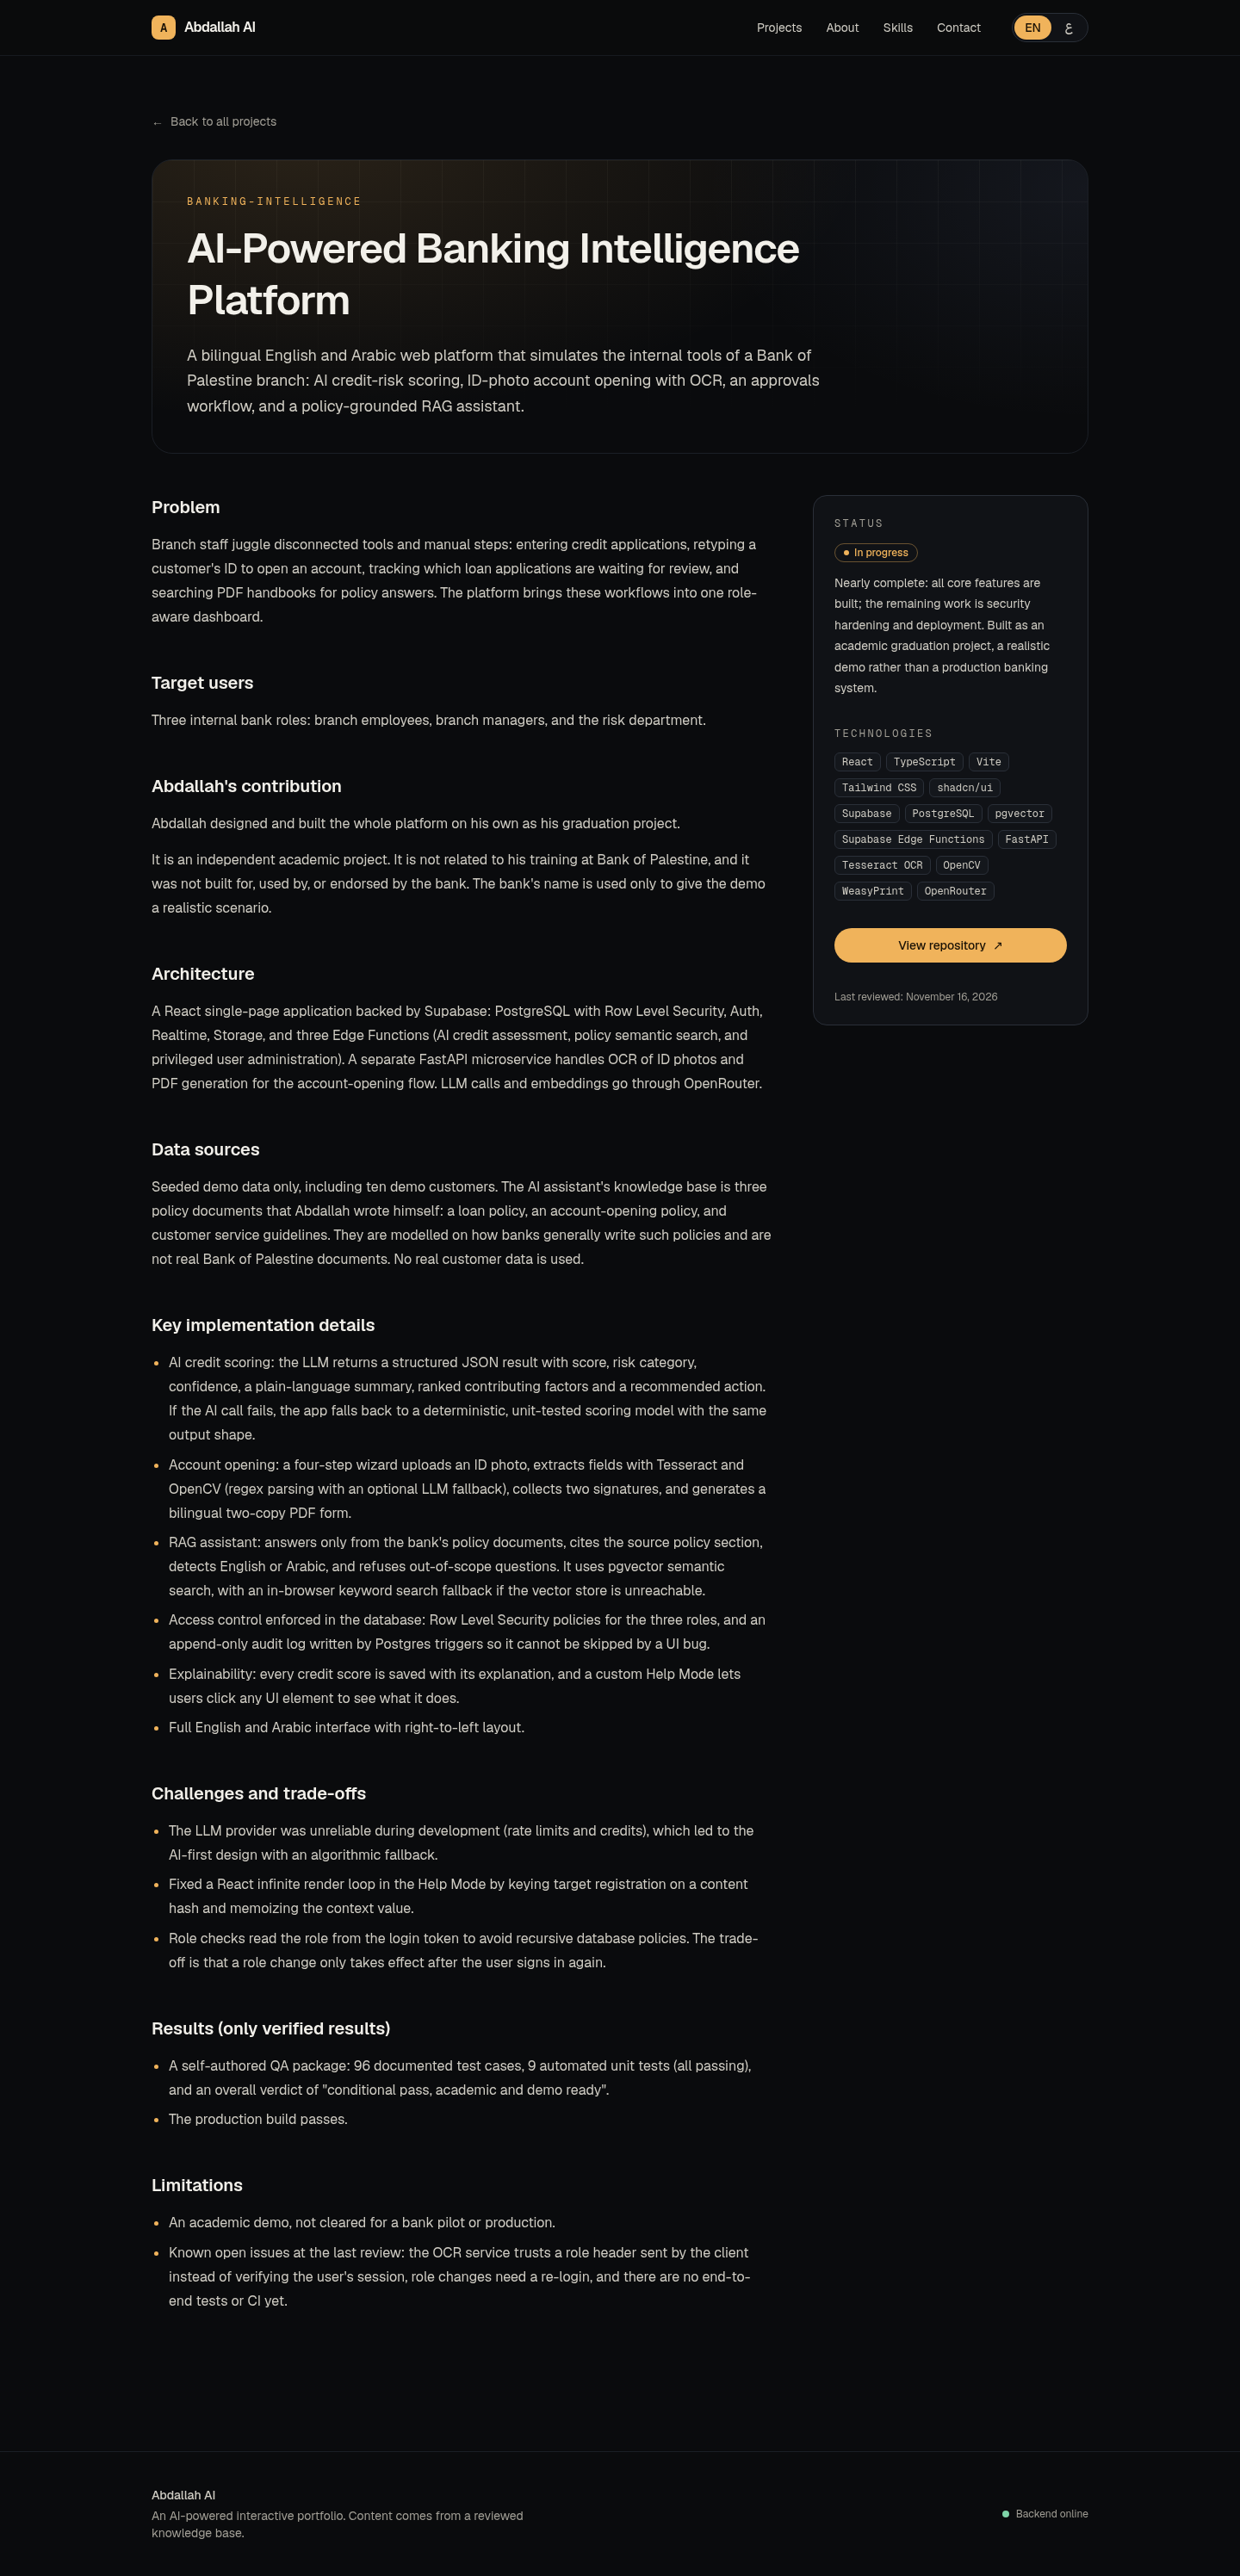 A Abdallah AI
Projects About Skills Contact EN ع
← Back to all projects
BANKING-INTELLIGENCE
AI-Powered Banking Intelligence
Platform
A bilingual English and Arabic web platform that simulates the internal tools of a Bank of
Palestine branch: AI credit-risk scoring, ID-photo account opening with OCR, an approvals
workflow, and a policy-grounded RAG assistant.
Problem
Branch staff juggle disconnected tools and manual steps: entering credit applications, retyping a
customer's ID to open an account, tracking which loan applications are waiting for review, and
searching PDF handbooks for policy answers. The platform brings these workflows into one role-
aware dashboard.
Target users
Three internal bank roles: branch employees, branch managers, and the risk department.
Abdallah's contribution
Abdallah designed and built the whole platform on his own as his graduation project.
It is an independent academic project. It is not related to his training at Bank of Palestine, and it
was not built for, used by, or endorsed by the bank. The bank's name is used only to give the demo
a realistic scenario.
Architecture
A React single-page application backed by Supabase: PostgreSQL with Row Level Security, Auth,
Realtime, Storage, and three Edge Functions (AI credit assessment, policy semantic search, and
privileged user administration). A separate FastAPI microservice handles OCR of ID photos and
PDF generation for the account-opening flow. LLM calls and embeddings go through OpenRouter.
Data sources
Seeded demo data only, including ten demo customers. The AI assistant's knowledge base is three
policy documents that Abdallah wrote himself: a loan policy, an account-opening policy, and
customer service guidelines. They are modelled on how banks generally write such policies and are
not real Bank of Palestine documents. No real customer data is used.
Key implementation details
• AI credit scoring: the LLM returns a structured JSON result with score, risk category,
confidence, a plain-language summary, ranked contributing factors and a recommended action.
If the AI call fails, the app falls back to a deterministic, unit-tested scoring model with the same
output shape.
• Account opening: a four-step wizard uploads an ID photo, extracts fields with Tesseract and
OpenCV (regex parsing with an optional LLM fallback), collects two signatures, and generates a
bilingual two-copy PDF form.
• RAG assistant: answers only from the bank's policy documents, cites the source policy section,
detects English or Arabic, and refuses out-of-scope questions. It uses pgvector semantic
search, with an in-browser keyword search fallback if the vector store is unreachable.
• Access control enforced in the database: Row Level Security policies for the three roles, and an
append-only audit log written by Postgres triggers so it cannot be skipped by a UI bug.
• Explainability: every credit score is saved with its explanation, and a custom Help Mode lets
users click any UI element to see what it does.
• Full English and Arabic interface with right-to-left layout.
Challenges and trade-offs
• The LLM provider was unreliable during development (rate limits and credits), which led to the
AI-first design with an algorithmic fallback.
• Fixed a React infinite render loop in the Help Mode by keying target registration on a content
hash and memoizing the context value.
• Role checks read the role from the login token to avoid recursive database policies. The trade-
off is that a role change only takes effect after the user signs in again.
Results (only verified results)
• A self-authored QA package: 96 documented test cases, 9 automated unit tests (all passing),
and an overall verdict of "conditional pass, academic and demo ready".
• The production build passes.
Limitations
• An academic demo, not cleared for a bank pilot or production.
• Known open issues at the last review: the OCR service trusts a role header sent by the client
instead of verifying the user's session, role changes need a re-login, and there are no end-to-
end tests or CI yet.
STATUS
In progress
Nearly complete: all core features are
built; the remaining work is security
hardening and deployment. Built as an
academic graduation project, a realistic
demo rather than a production banking
system.
TECHNOLOGIES
React TypeScript Vite
Tailwind CSS shadcn/ui
Supabase PostgreSQL pgvector
Supabase Edge Functions FastAPI
Tesseract OCR OpenCV
WeasyPrint OpenRouter
View repository ↗
Last reviewed: November 16, 2026
Abdallah AI
An AI-powered interactive portfolio. Content comes from a reviewed
knowledge base.
Backend online